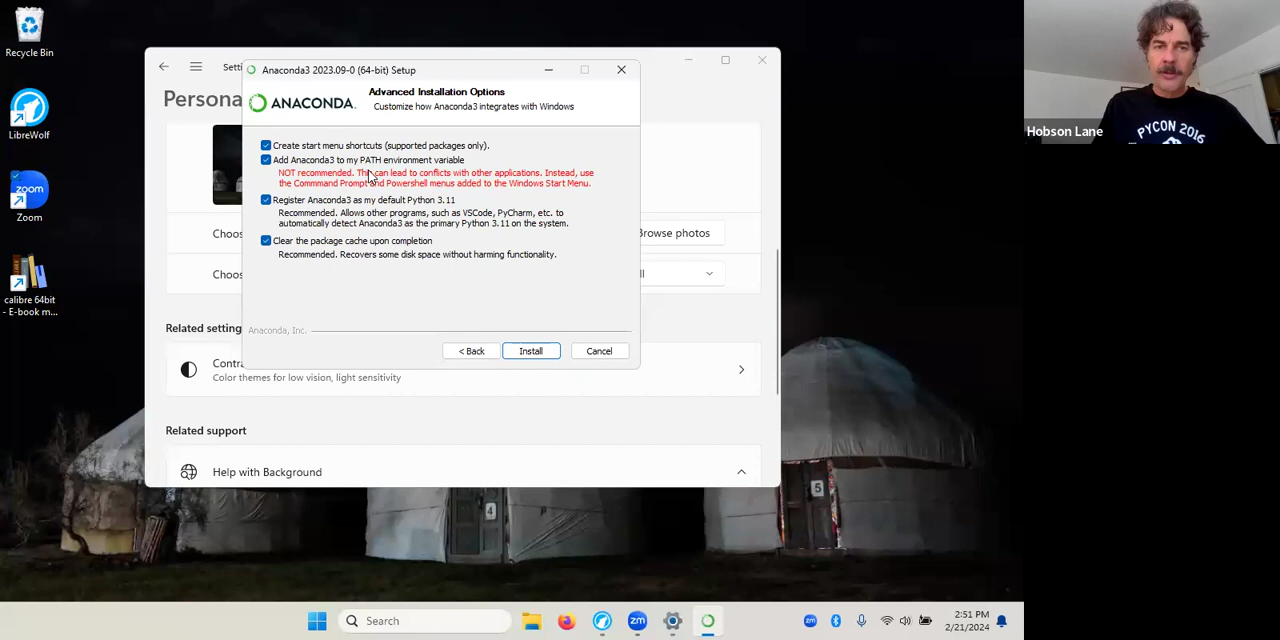 Recycle Bin
LibreWolf
zoom
Zoom
calibre 64bit
- E-book m...
Setti
Persona
Anaconda3 2023.09-0 (64-bit) Setup
ANACONDA.
Advanced Installation Options
Customize how Anaconda3 integrates with Windows
Create start menu shortcuts (supported packages only).
Add Anaconda3 to my PATH environment variable
NOT recommended. This can lead to conflicts with other applications. Instead, use
the Commmand Prompt and Powershell menus added to the Windows Start Menu.
Register Anaconda3 as my default Python 3.11
Recommended. Allows other programs, such as VSCode, PyCharm, etc. to
automatically detect Anaconda3 as the primary Python 3.11 on the system.
Clear the package cache upon completion
Recommended. Recovers some disk space without harming functionality.
Anaconda, Inc.
< Back
Install
Cancel
Choos
Browse photos
Choos
ll
Related setting
Contra
Color themes for low vision, light sensitivity
Related support
Help with Background
4
5
Search
zm
zm
2:51 PM
2/21/2024
Hobson Lane
PYCON 2016